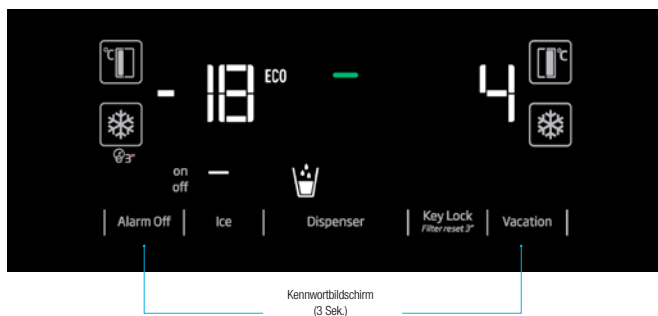 °C
°C
- 18 ECO
4
3"
on
off
Alarm Off
Ice
Dispenser
Key Lock
Filter reset 3"
Vacation
Kennwortbildschirm
(3 Sek.)